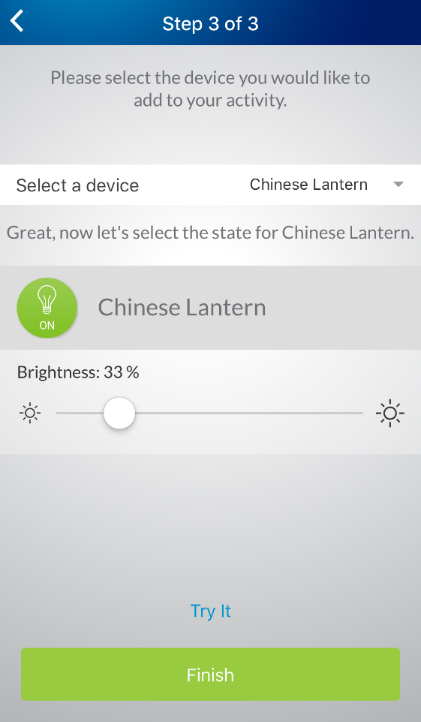 Step 3 of 3
Please select the device you would like to
add to your activity.
Select a device Chinese Lantern
Great, now let's select the state for Chinese Lantern.
ON Chinese Lantern
Brightness: 33 %
Try It
Finish